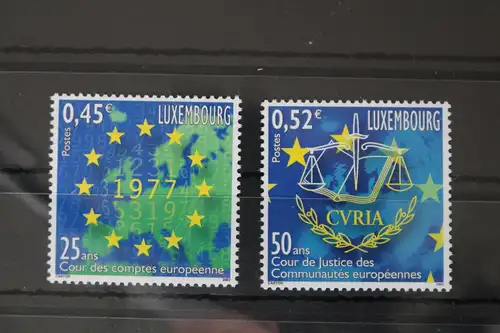 0,45€ LUXEMBOURG
Postes
1977
25 ans
Cour des comptes européenne
0,52€ LUXEMBOURG
Postes
CVRIA
50 ans
Cour de Justice des
Communautés européennes